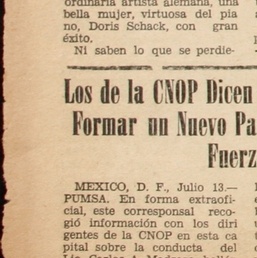 ordinaria artista alemana, una
bella mujer, virtuosa del pia
no, Doris Schack, con gran
éxito.
Ni saben lo que se perdie-
Los de la CNOP Dicen
Formar un Nuevo Pa
Fuerz
MEXICO, D. F., Julio 13.—
PUMSA. En forma extraofi-
cial, este corresponsal reco-
gió información con los diri
gentes de la CNOP en esta ca
pital sobre la conducta del
Lic. Carlos A. Madrazo